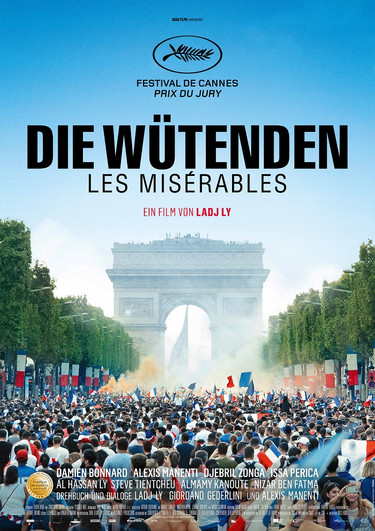 FESTIVAL DE CANNES
PRIX DU JURY
DIE WÜTENDEN
LES MISÉRABLES
EIN FILM VON LADJ LY
DAMIEN BONNARD ALEXIS MANENTI DJEBRIL ZONGA ISSA PERICA
AL HASSAN LY STEVE TIENTCHEU ALMAMY KANOUTE NIZAR BEN FATMA
DREHBUCH UND DIALOGE LADJ LY GIORDANO GEDERLINI UND ALEXIS MANENTI